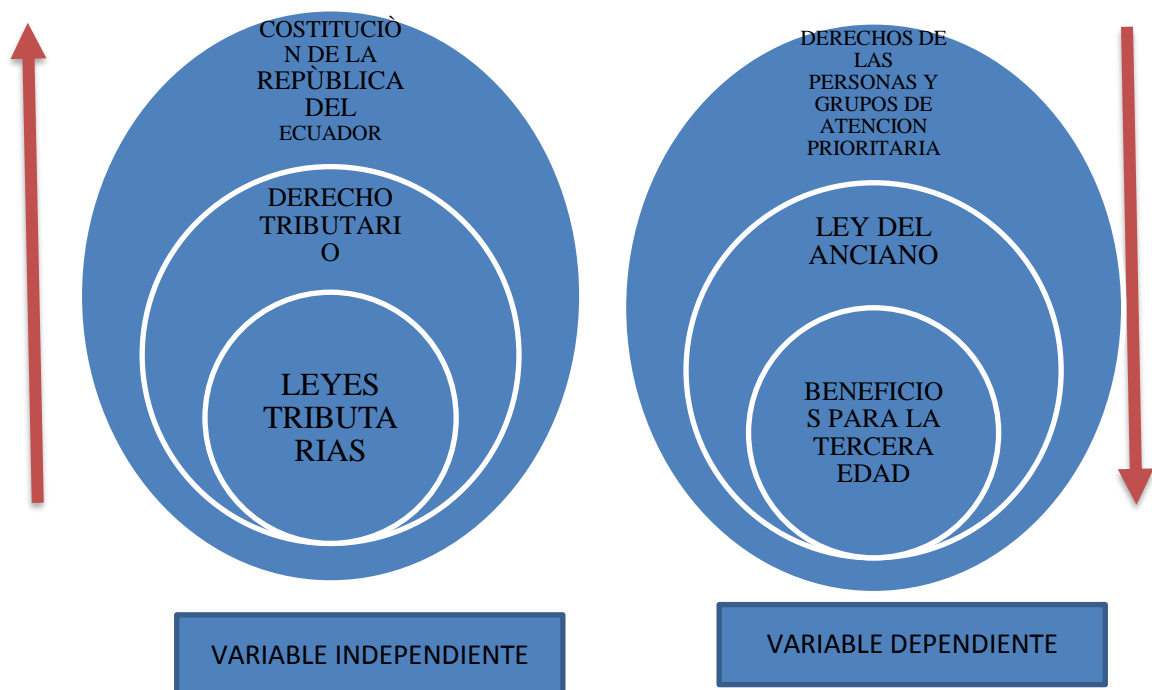 COSTITUCIÒ
N DE LA
REPÙBLICA
DEL
ECUADOR
DERECHO
TRIBUTARI
O
LEYES
TRIBUTA
RIAS
VARIABLE INDEPENDIENTE
DERECHOS DE
LAS
PERSONAS Y
GRUPOS DE
ATENCION
PRIORITARIA
LEY DEL
ANCIANO
BENEFICIO
S PARA LA
TERCERA
EDAD
VARIABLE DEPENDIENTE